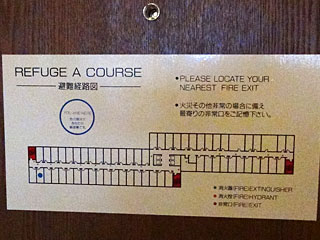 REFUGE A COURSE
避難経路図
• PLEASE LOCATE YOUR
NEAREST FIRE EXIT
• 火災その他非常の場合に備え
最寄りの非常口をご記憶下さい。
消火器(FIRE)EXTINGUISHER
消火栓(FIRE)HYDRANT
非常口(FIRE)EXIT